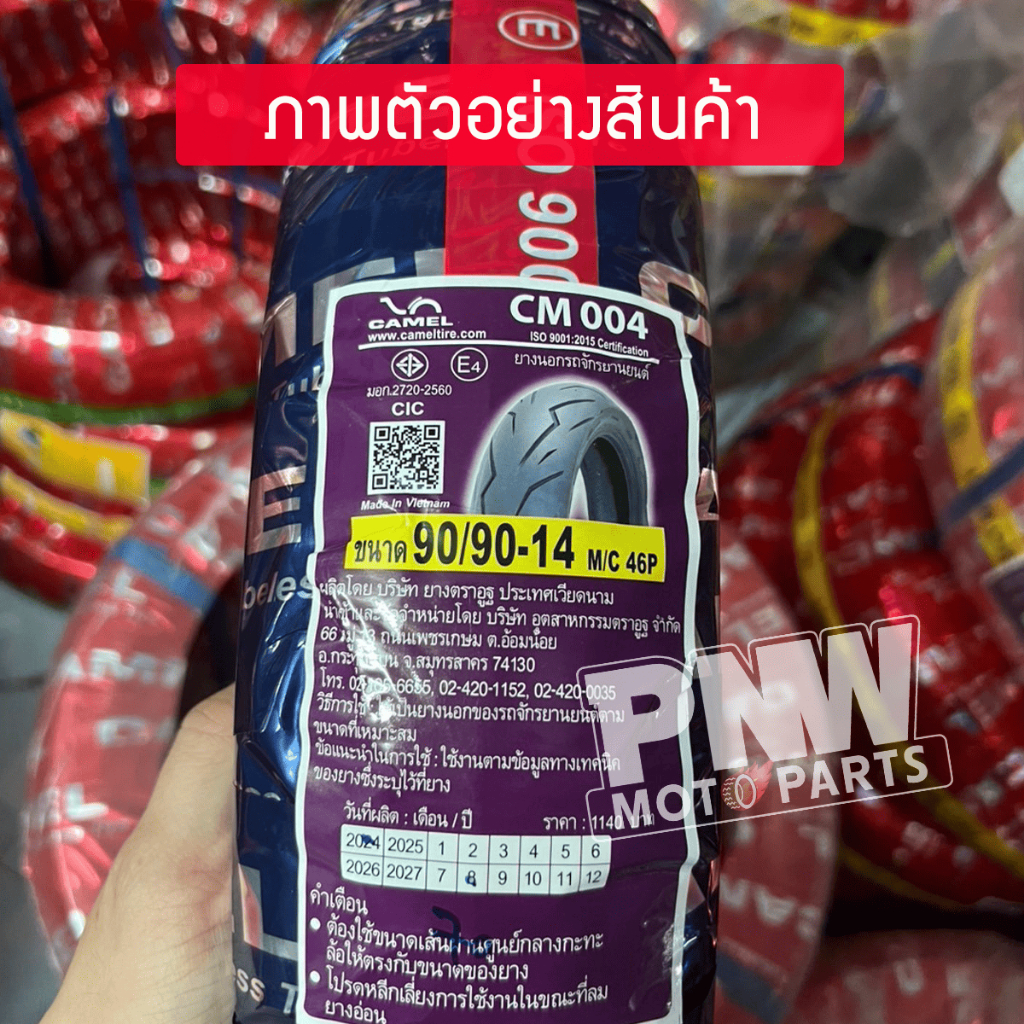 ภาพตัวอย่างสินค้า
CAMEL
www.cameltire.com
CM 004
ISO 9001:2015 Certification
ยางนอกรถจักรยานยนต์
E4
มอก.2720-2560
CIC
Made In Vietnam
ขนาด 90/90-14 M/C 46P
ผลิตโดย บริษัท ยางตราอูฐ ประเทศเวียดนาม
บริษัท อุตสาหกรรมตราอูฐ จำกัด
66 ถนนเพชรเกษม ต.อ้อมน้อย
จ.สมุทรสาคร 74130
โทร. 02-420-1152, 02-420-0035
วิธีการใช้ : ใช้เป็นยางนอกของรถจักรยานยนต์ตาม
ขนาดที่เหมาะสม
ข้อแนะนำในการใช้ : ใช้งานตามข้อมูลทางเทคนิค
ของยางซึ่งระบุไว้ที่ยาง
วันที่ผลิต : เดือน / ปี ราคา : 1140 บาท
2024 2025 1 2 3 4 5 6
2026 2027 7 8 9 10 11 12
คำเตือน
• ต้องใช้ขนาดเส้นผ่านศูนย์กลางกะทะ
ล้อให้ตรงกับขนาดของยาง
• โปรดหลีกเลี่ยงการใช้งานในขณะที่ลม
ยางอ่อน
PNW
MOTO PARTS